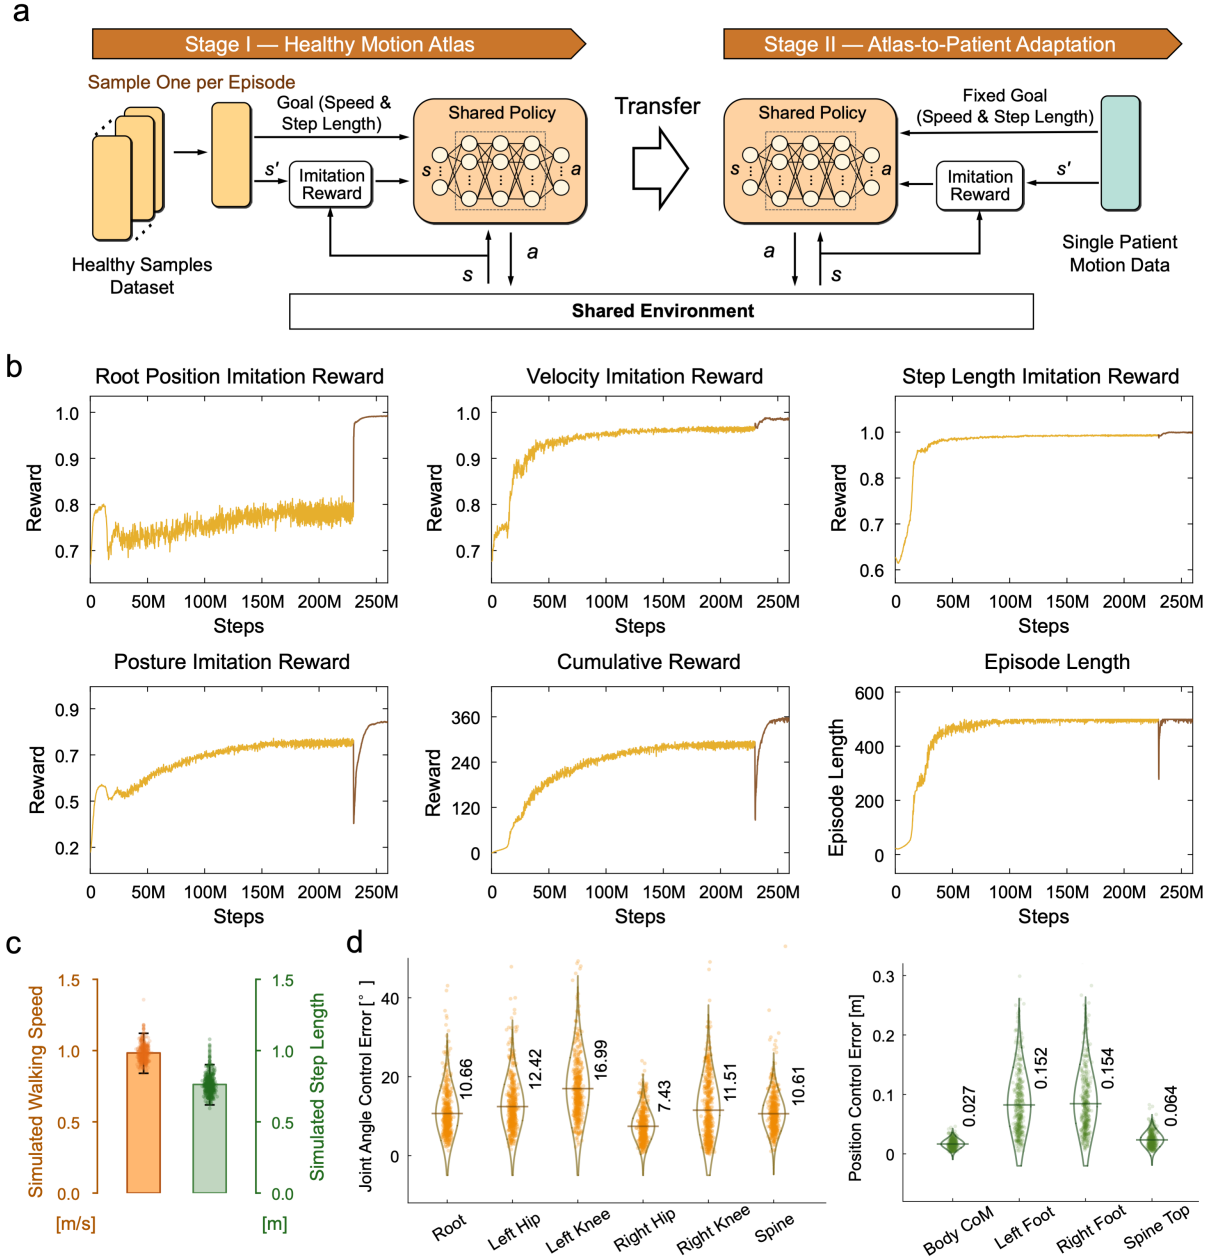 a
Stage I — Healthy Motion Atlas
Stage II — Atlas-to-Patient Adaptation
Sample One per Episode
Goal (Speed &
Step Length)
s'
Imitation
Reward
Shared Policy
s
a
Transfer
Shared Policy
s
a
Fixed Goal
(Speed & Step Length)
Imitation
Reward
s'
Healthy Samples
Dataset
s
a
a
s
Single Patient
Motion Data
Shared Environment
b
Root Position Imitation Reward
Reward
1.0
0.9
0.8
0.7
0
50M
100M
150M
200M
250M
Steps
Velocity Imitation Reward
Reward
1.0
0.9
0.8
0.7
0
50M
100M
150M
200M
250M
Steps
Step Length Imitation Reward
Reward
1.0
0.8
0.7
0.6
0
50M
100M
150M
200M
250M
Steps
Posture Imitation Reward
Reward
0.9
0.7
0.5
0.2
0
50M
100M
150M
200M
250M
Steps
Cumulative Reward
Reward
360
240
120
0
0
50M
100M
150M
200M
250M
Steps
Episode Length
Episode Length
600
400
200
0
0
50M
100M
150M
200M
250M
Steps
c
Simulated Walking Speed
[m/s]
1.5
1.0
0.5
0.0
1.5
1.0
0.5
0.0
Simulated Step Length
[m]
d
Joint Angle Control Error [°]
40
20
0
10.66
12.42
16.99
7.43
11.51
10.61
Root
Left Hip
Left Knee
Right Hip
Right Knee
Spine
Position Control Error [m]
0.3
0.2
0.1
0
0.027
0.152
0.154
0.064
Body CoM
Left Foot
Right Foot
Spine Top